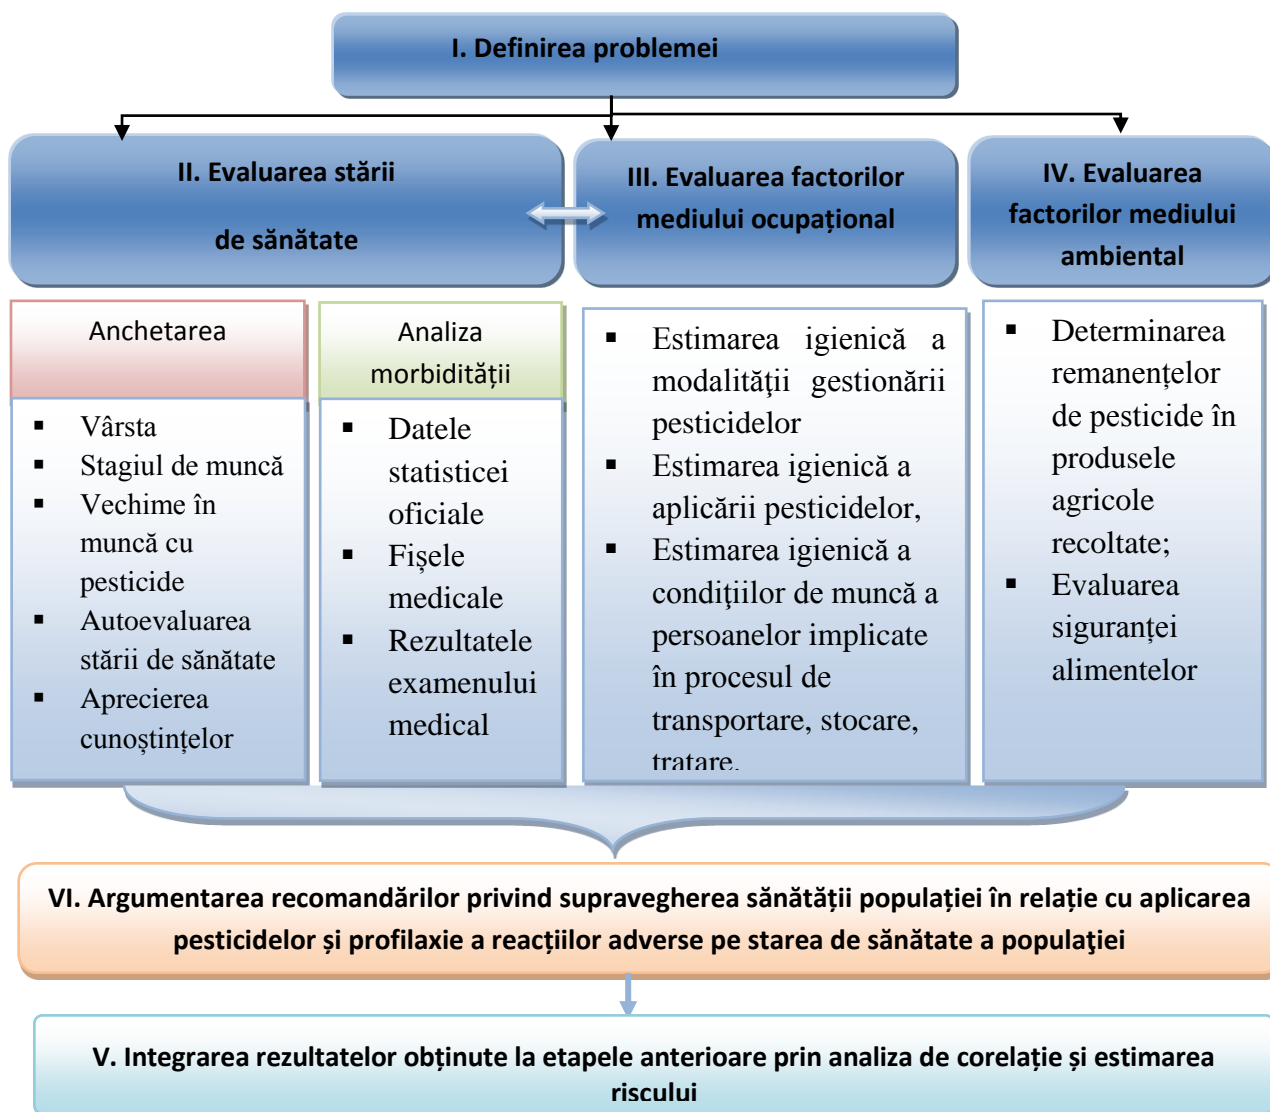 I. Definirea problemei
II. Evaluarea stării
de sănătate
III. Evaluarea factorilor
mediului ocupațional
IV. Evaluarea
factorilor mediului
ambiental
Anchetarea
▪ Vârsta
▪ Stagiul de muncă
▪ Vechime în
muncă cu
pesticide
▪ Autoevaluarea
stării de sănătate
▪ Aprecierea
cunoștințelor
Analiza
morbidității
▪ Datele
statisticei
oficiale
▪ Fișele
medicale
▪ Rezultatele
examenului
medical
▪ Estimarea igienică a
modalităţii gestionării
pesticidelor
▪ Estimarea igienică a
aplicării pesticidelor,
▪ Estimarea igienică a
condiţiilor de muncă a
persoanelor implicate
în procesul de
transportare, stocare,
tratare.
▪ Determinarea
remanențelor
de pesticide în
produsele
agricole
recoltate;
▪ Evaluarea
siguranței
alimentelor
VI. Argumentarea recomandărilor privind supravegherea sănătății populației în relație cu aplicarea
pesticidelor și profilaxie a reacțiilor adverse pe starea de sănătate a populaţiei
V. Integrarea rezultatelor obținute la etapele anterioare prin analiza de corelație și estimarea
riscului